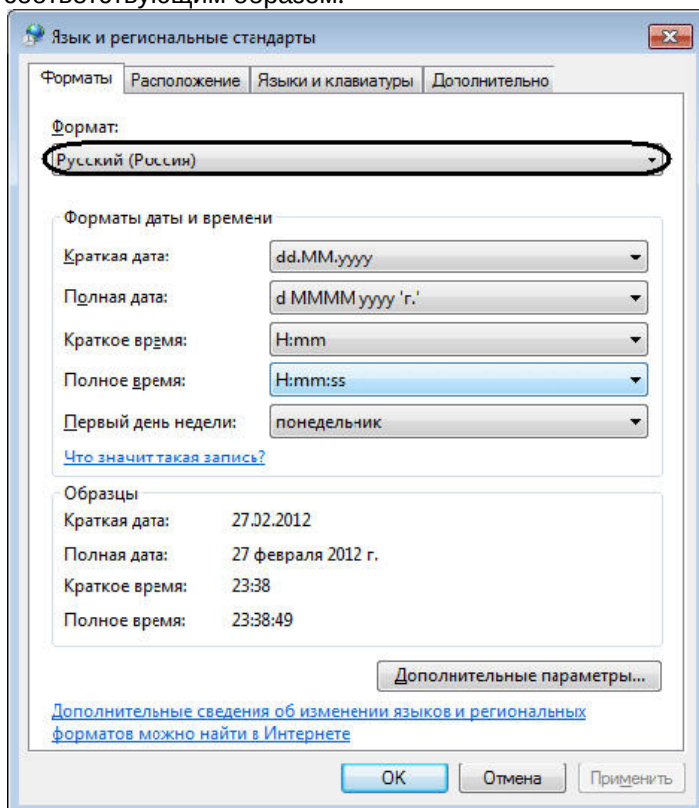 соответствующим образом.
Язык и региональные стандарты
Форматы Расположение Языки и клавиатуры Дополнительно
Формат:
Русский (Россия)
Форматы даты и времени
Краткая дата: dd.MM.yyyy
Полная дата: d MMMM yyyy 'г.'
Краткое время: H:mm
Полное время: H:mm:ss
Первый день недели: понедельник
Что значит такая запись?
Образцы
Краткая дата: 27.02.2012
Полная дата: 27 февраля 2012 г.
Краткое время: 23:38
Полное время: 23:38:49
Дополнительные параметры...
Дополнительные сведения об изменении языков и региональных
форматов можно найти в Интернете
OK Отмена Применить